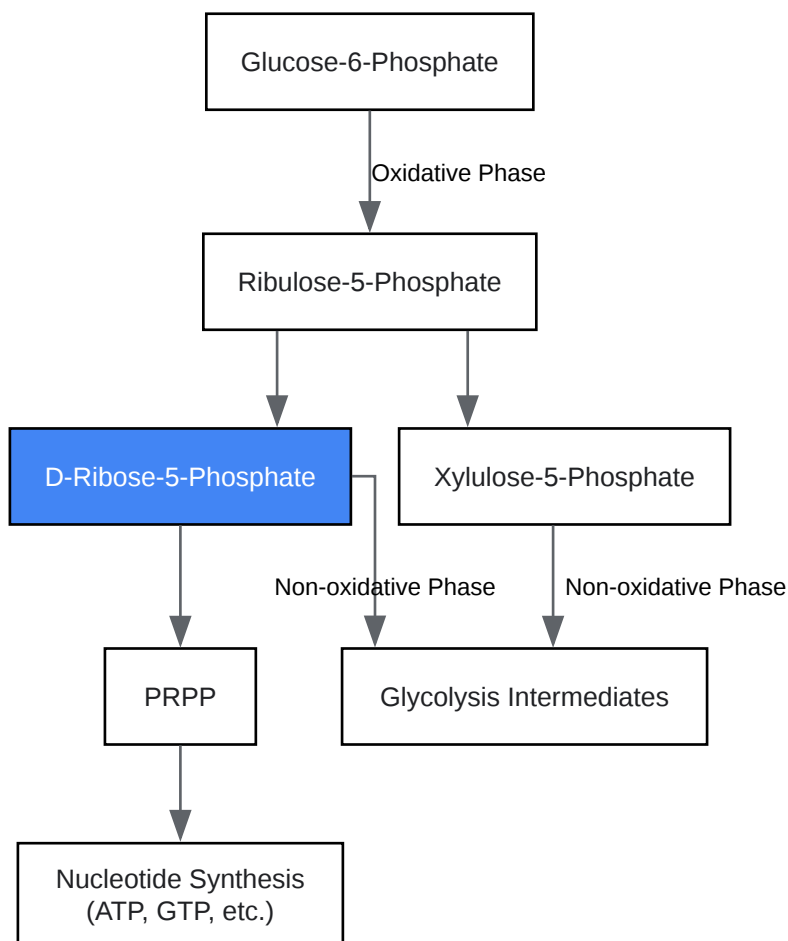 Glucose-6-Phosphate
Oxidative Phase
Ribulose-5-Phosphate
D-Ribose-5-Phosphate
Xylulose-5-Phosphate
Non-oxidative Phase
Non-oxidative Phase
PRPP
Glycolysis Intermediates
Nucleotide Synthesis
(ATP, GTP, etc.)